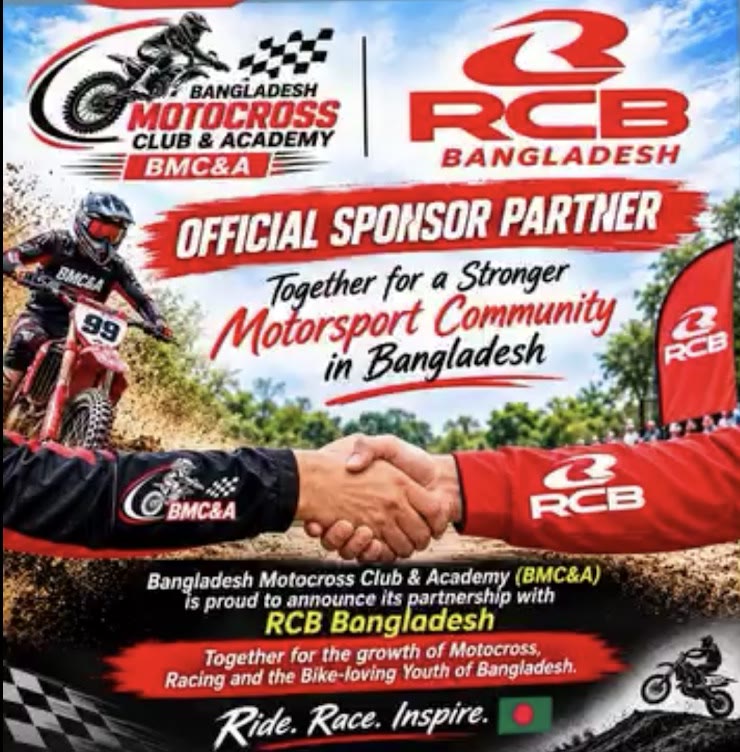 BANGLADESH
MOTOCROSS
CLUB & ACADEMY
BMC&A
RCB
BANGLADESH
OFFICIAL SPONSOR PARTNER
Together for a Stronger
Motorsport Community
in Bangladesh
BMC&A
99
RCB
BMC&A
RCB
Bangladesh Motocross Club & Academy (BMC&A)
is proud to announce its partnership with
RCB Bangladesh
Together for the growth of Motocross,
Racing and the Bike-loving Youth of Bangladesh.
Ride. Race. Inspire.